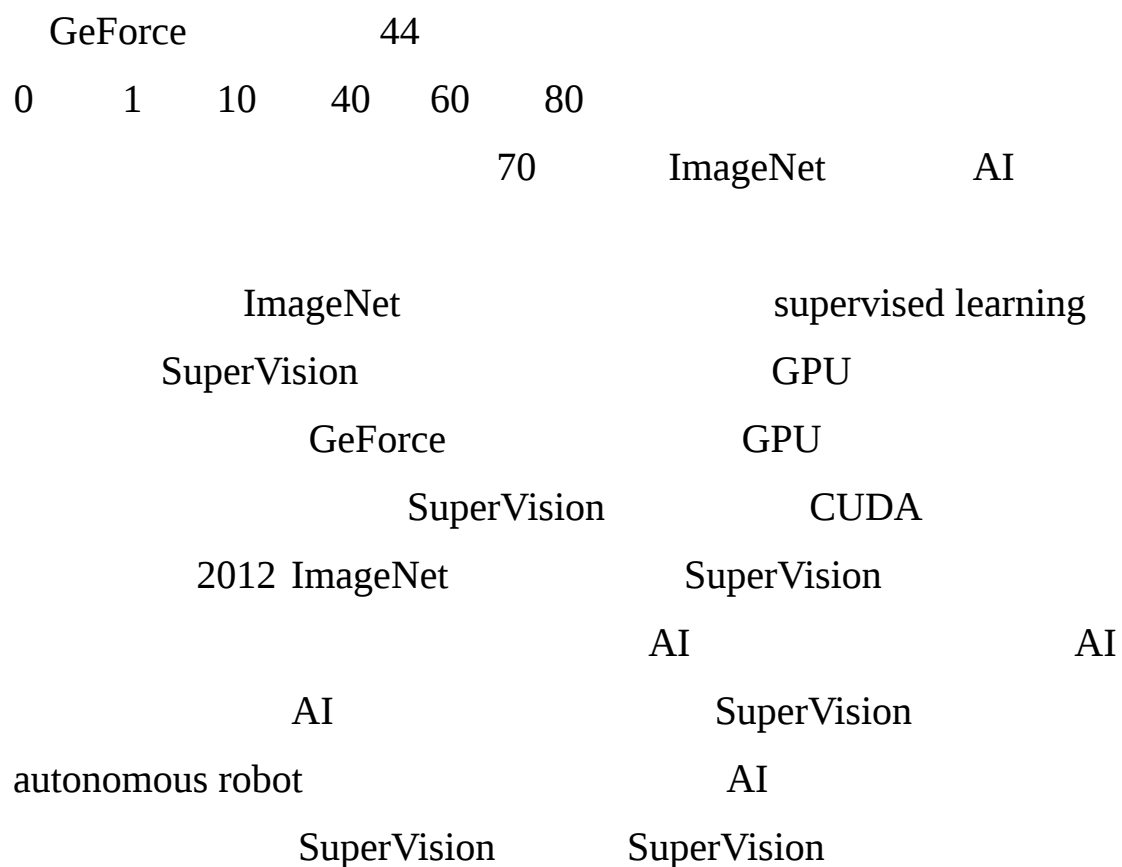 GeForce 44
0 1 10 40 60 80
70 ImageNet AI
ImageNet supervised learning
SuperVision GPU
GeForce GPU
SuperVision CUDA
2012 ImageNet SuperVision
AI AI
AI SuperVision
autonomous robot AI
SuperVision SuperVision